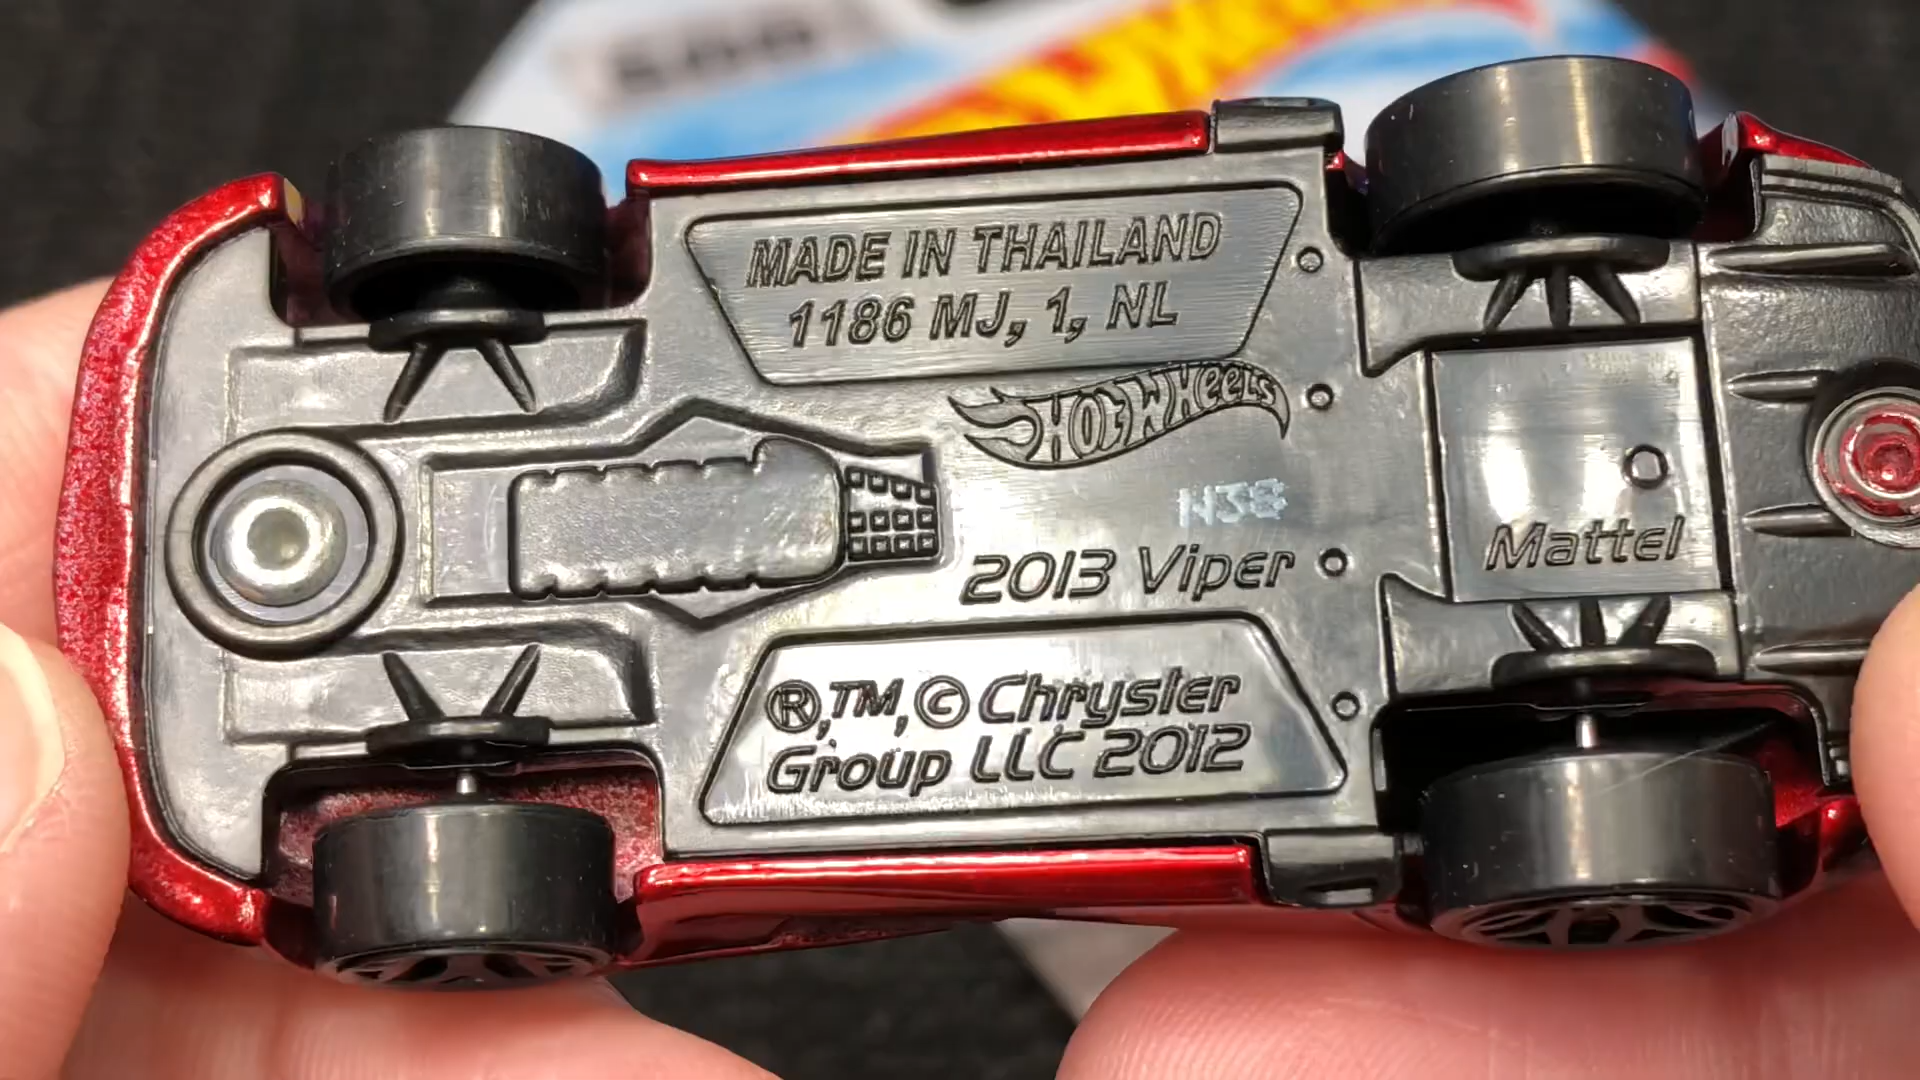 MADE IN THAILAND
1186 MJ, 1, NL
HOT WHEELS
N38
2013 Viper
Mattel
®,TM,© Chrysler
Group LLC 2012